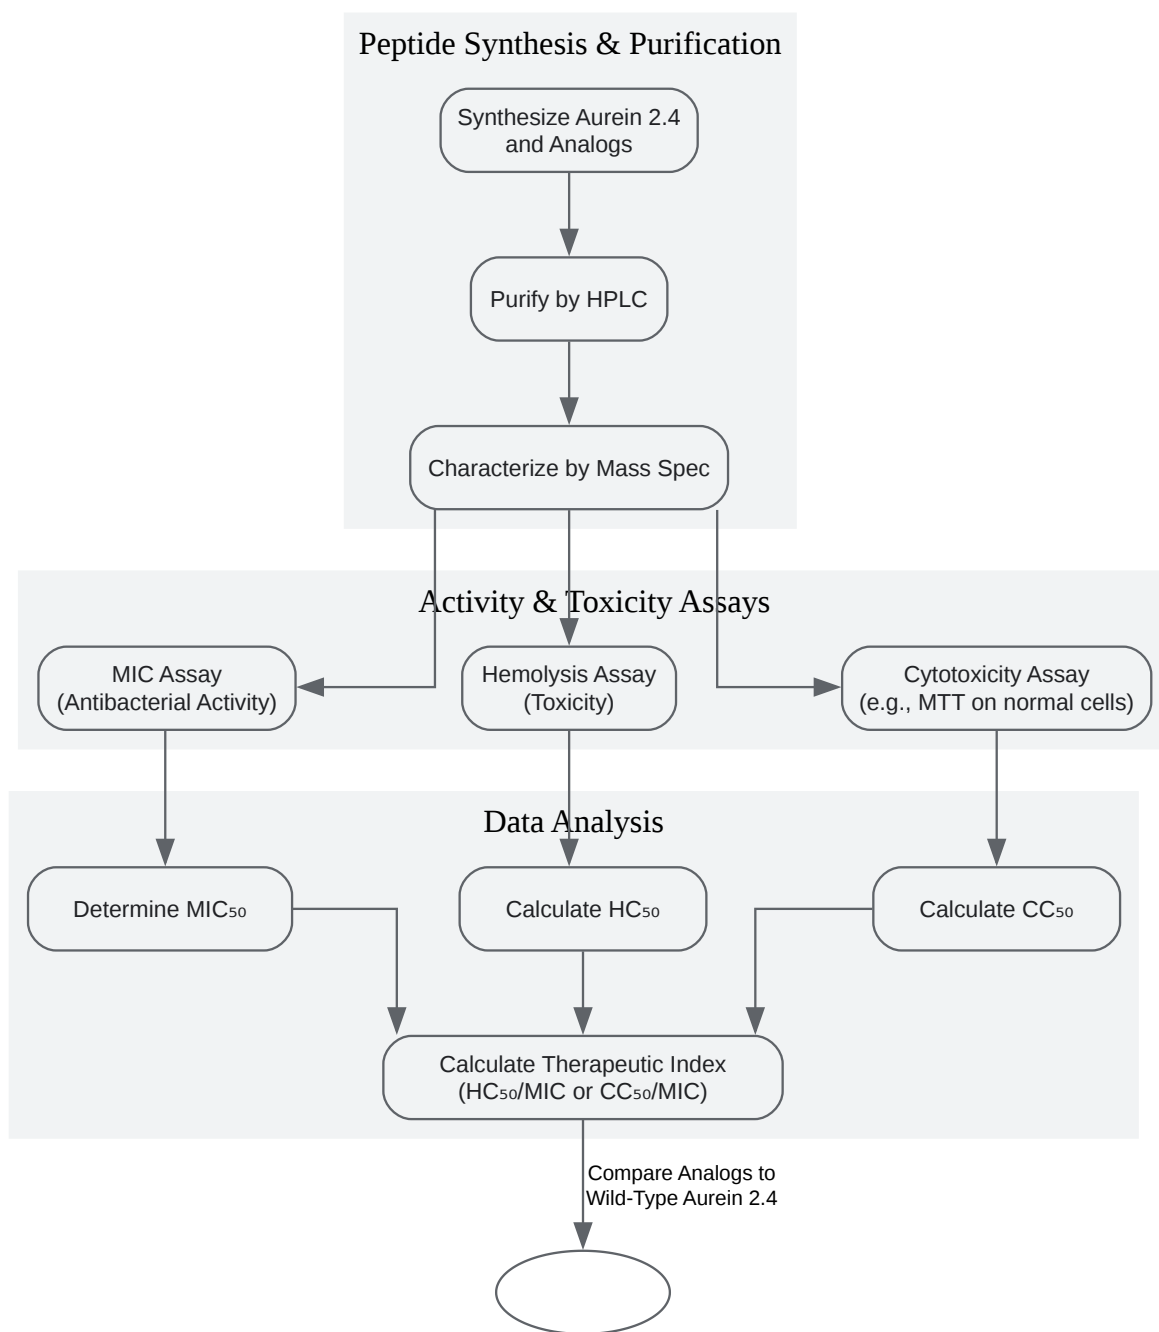 Peptide Synthesis & Purification
Synthesize Aurein 2.4
and Analogs
Purify by HPLC
Characterize by Mass Spec
Activity & Toxicity Assays
MIC Assay
(Antibacterial Activity)
Hemolysis Assay
(Toxicity)
Cytotoxicity Assay
(e.g., MTT on normal cells)
Data Analysis
Determine MIC₅₀
Calculate HC₅₀
Calculate CC₅₀
Calculate Therapeutic Index
(HC₅₀/MIC or CC₅₀/MIC)
Compare Analogs to
Wild-Type Aurein 2.4